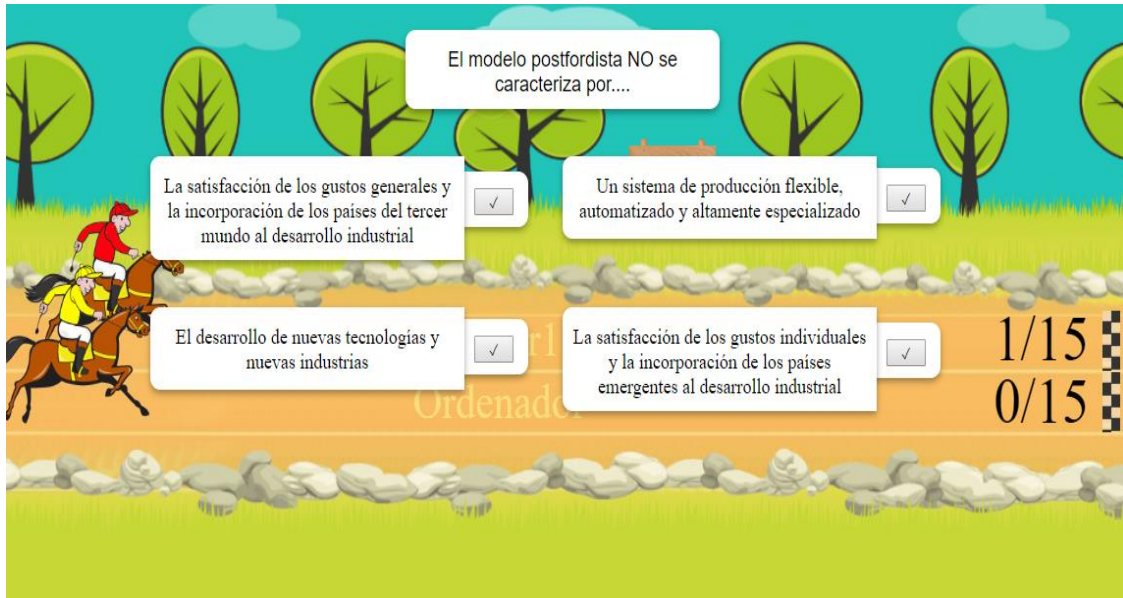 El modelo postfordista NO se
caracteriza por....
La satisfacción de los gustos generales y
la incorporación de los países del tercer
mundo al desarrollo industrial
✓
Un sistema de producción flexible,
automatizado y altamente especializado
✓
El desarrollo de nuevas tecnologías y
nuevas industrias
✓
La satisfacción de los gustos individuales
y la incorporación de los países
emergentes al desarrollo industrial
✓
1/15
Ordenador
0/15